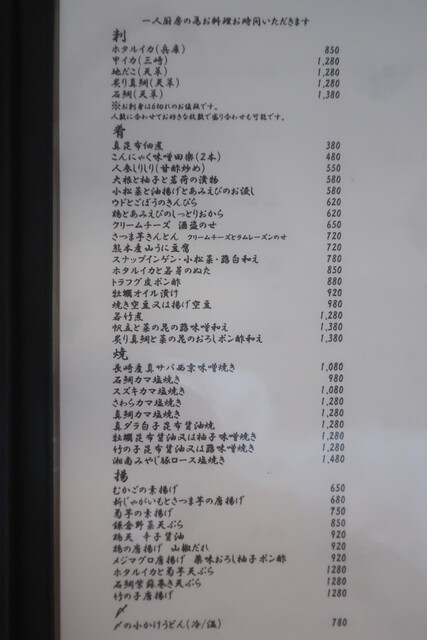 一人厨房の為お料理お時間いただきます
刺
ホタルイカ(兵庫) 850
甲イカ(三崎) 1,280
地だこ(天草) 1,280
炙り真鯛(天草) 1,280
石鯛(天草) 1,380
※お刺身は6切れのお値段です。
人数に合わせてお好きな枚数で盛り合わせも可能です。
肴
真昆布佃煮 380
こんにゃく味噌田楽(2本) 480
人参しりしり(甘酢炒め) 550
大根と柚子と茗荷の漬物 580
小松菜と油揚げとあみえびのお浸し 580
ウドとごぼうのきんぴら 620
鶏とあみえびのしっとりおから 620
クリームチーズ 酒盗のせ 650
さつま芋きんとん クリームチーズとラムレーズンのせ 720
熊本産山うに豆腐 720
スナップインゲン・小松菜・蕗白和え 780
ホタルイカと若芽のぬた 850
トラフグ皮ポン酢 880
牡蠣オイル漬け 920
焼き空豆又は揚げ空豆 980
若竹煮 1,280
帆立と菜の花の蕗味噌和え 1,380
炙り真鯛と菜の花のおろしポン酢和え 1,380
焼
長崎産真サバ西京味噌焼き 1,080
石鯛カマ塩焼き 980
スズキカマ塩焼き 1,080
さわらカマ塩焼き 1,280
真鯛カマ塩焼き 1,280
真ダラ白子昆布醤油焼 1,280
牡蠣昆布醤油又は柚子味噌焼き 1,280
竹の子昆布醤油又は蕗味噌焼き 1,280
湘南みやじ豚ロース塩焼き 1,480
揚
むかごの素揚げ 650
新じゃがいもとさつま芋の唐揚げ 680
菊芋の素揚げ 750
鎌倉野菜天ぷら 850
鶏天 辛子醤油 920
鶏の唐揚げ 山椒だれ 920
メジマグロ唐揚げ 薬味おろし柚子ポン酢 920
ホタルイカと菊芋天ぷら 1280
石鯛紫蘇巻き天ぷら 1280
竹の子唐揚げ 1280
〆
〆の小かけうどん(冷/温) 780